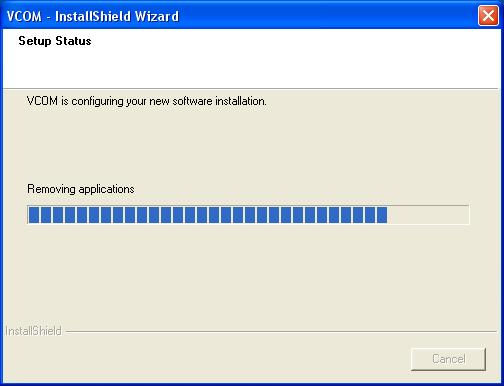 VCOM - InstallShield Wizard
Setup Status
VCOM is configuring your new software installation.
Removing applications
InstallShield
Cancel